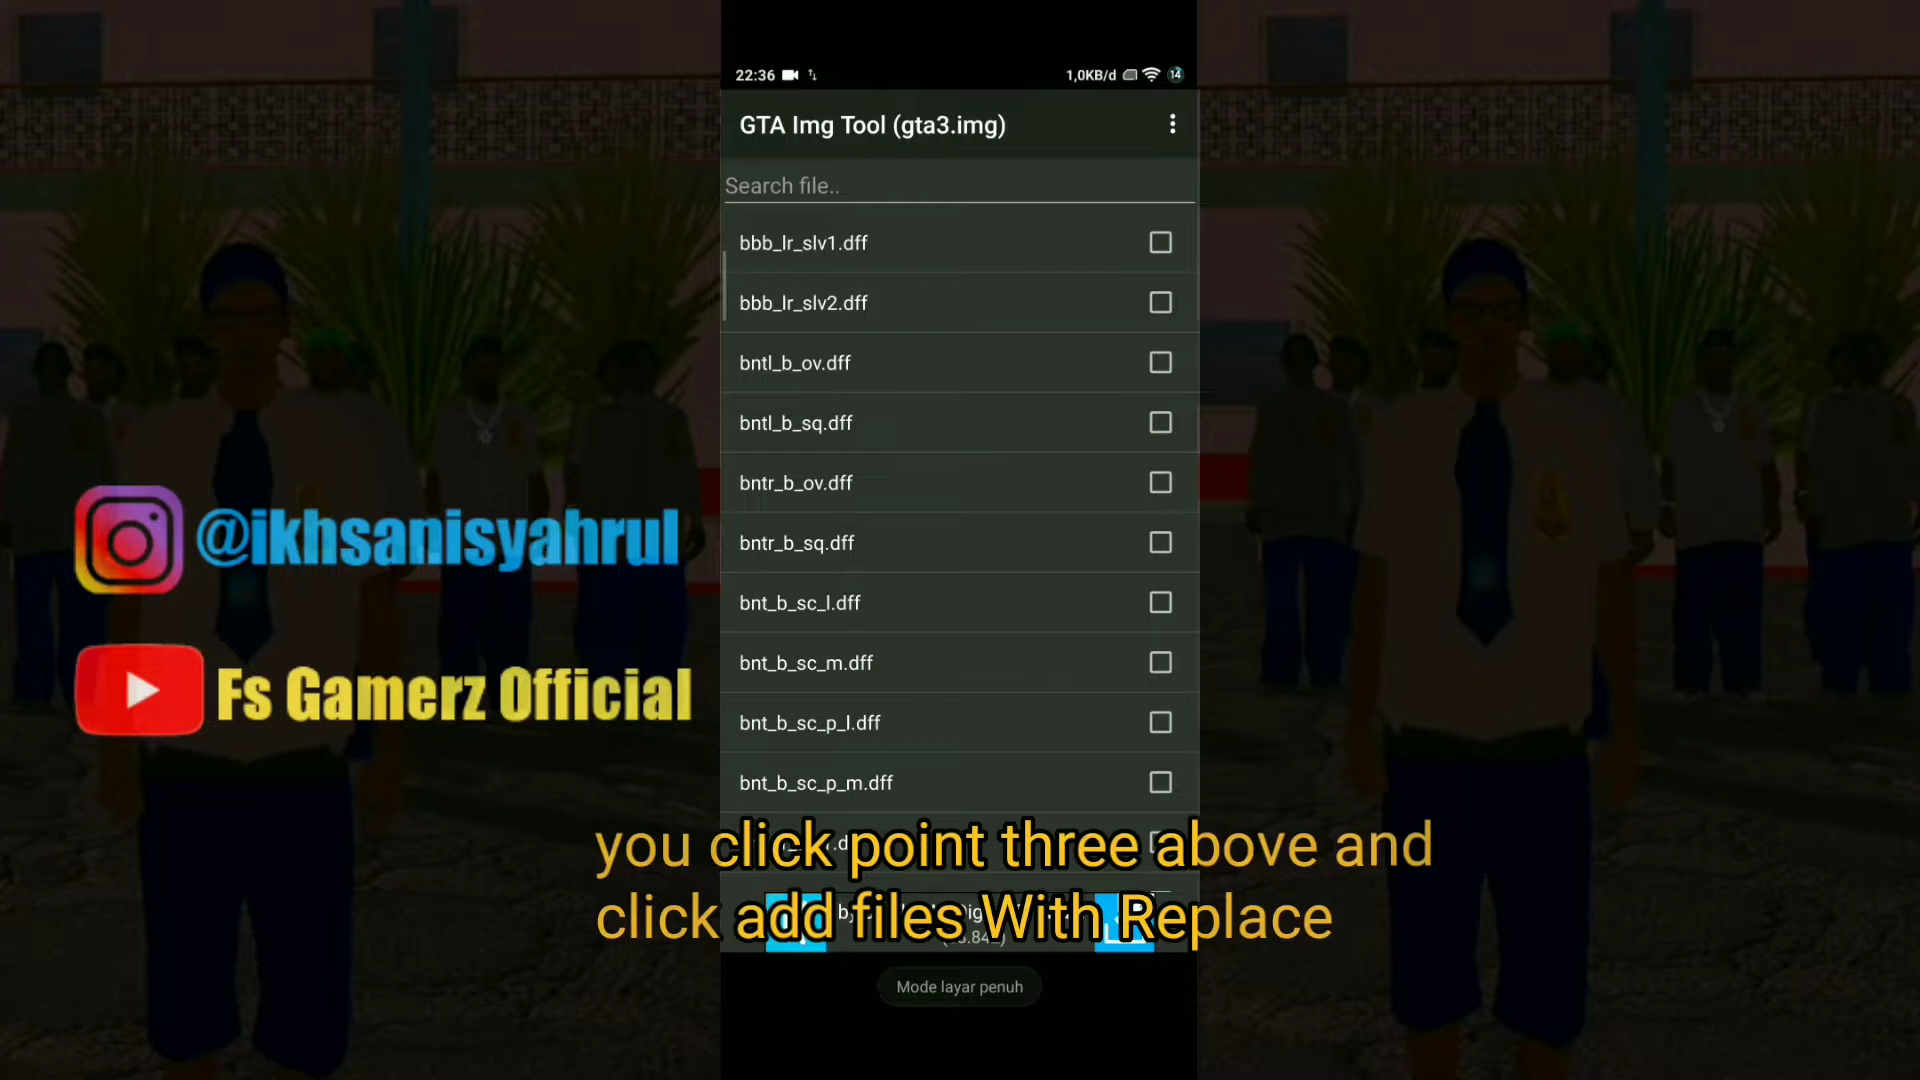 22:36
1,0KB/d
14
GTA Img Tool (gta3.img)
Search file..
bbb_lr_slv1.dff
bbb_lr_slv2.dff
bntl_b_ov.dff
bntl_b_sq.dff
bntr_b_ov.dff
bntr_b_sq.dff
bnt_b_sc_l.dff
bnt_b_sc_m.dff
bnt_b_sc_p_l.dff
bnt_b_sc_p_m.dff
@ikhsanisyahrul
Fs Gamerz Official
you click point three above and
click add files With Replace
Mode layar penuh